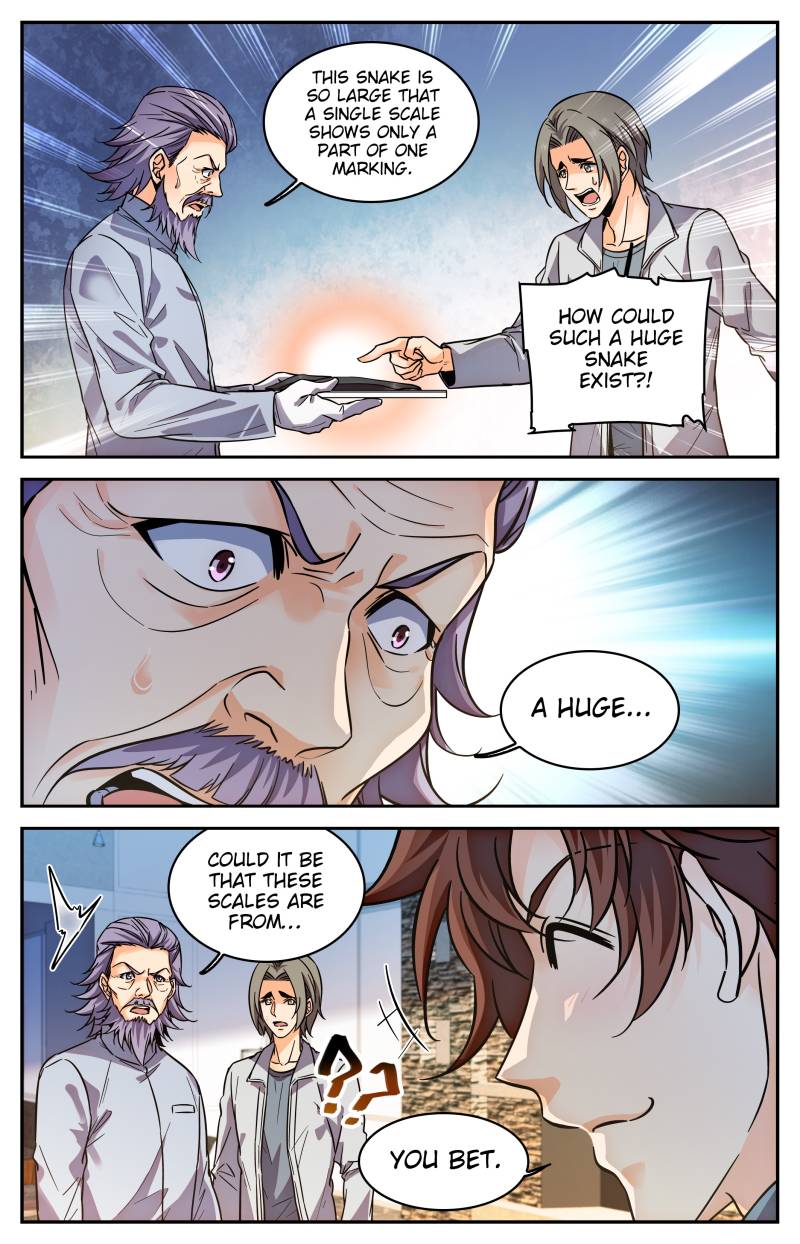 THIS SNAKE IS
SO LARGE THAT
A SINGLE SCALE
SHOWS ONLY A
PART OF ONE
MARKING.
HOW COULD
SUCH A HUGE
SNAKE
EXIST?!
A HUGE...
COULD IT BE
THAT THESE
SCALES ARE
FROM...
??
YOU BET.